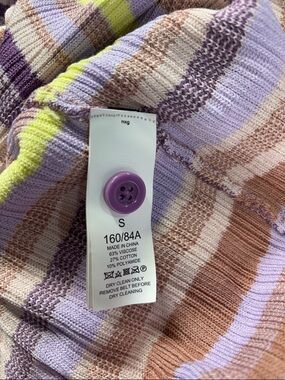 nxg
S
160/84A
MADE IN CHINA
63% VISCOSE
27% COTTON
10% POLYAMIDE
DRY CLEAN ONLY
REMOVE BELT BEFORE
DRY CLEANING